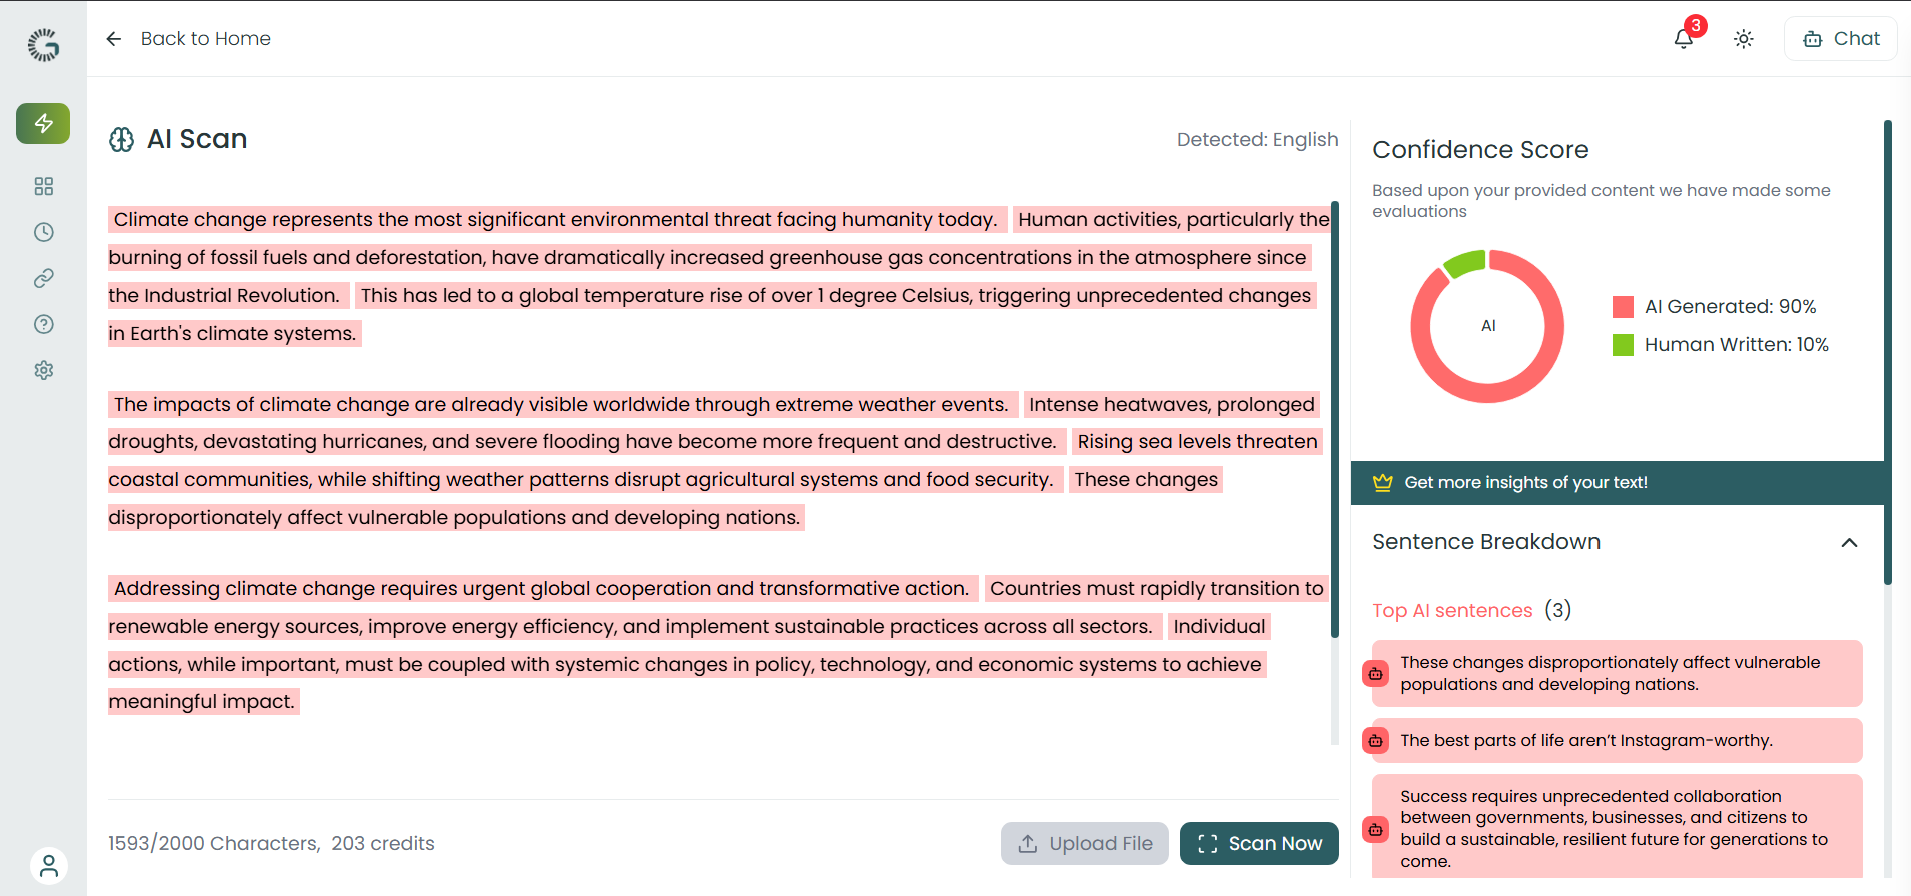 Back to Home
3
Chat
AI Scan
Detected: English
Climate change represents the most significant environmental threat facing humanity today. Human activities, particularly the
burning of fossil fuels and deforestation, have dramatically increased greenhouse gas concentrations in the atmosphere since
the Industrial Revolution. This has led to a global temperature rise of over 1 degree Celsius, triggering unprecedented changes
in Earth's climate systems.
The impacts of climate change are already visible worldwide through extreme weather events. Intense heatwaves, prolonged
droughts, devastating hurricanes, and severe flooding have become more frequent and destructive. Rising sea levels threaten
coastal communities, while shifting weather patterns disrupt agricultural systems and food security. These changes
disproportionately affect vulnerable populations and developing nations.
Addressing climate change requires urgent global cooperation and transformative action. Countries must rapidly transition to
renewable energy sources, improve energy efficiency, and implement sustainable practices across all sectors. Individual
actions, while important, must be coupled with systemic changes in policy, technology, and economic systems to achieve
meaningful impact.
1593/2000 Characters, 203 credits
Upload File
Scan Now
Confidence Score
Based upon your provided content we have made some
evaluations
AI
AI Generated: 90%
Human Written: 10%
Get more insights of your text!
Sentence Breakdown
Top AI sentences (3)
These changes disproportionately affect vulnerable
populations and developing nations.
The best parts of life aren’t Instagram-worthy.
Success requires unprecedented collaboration
between governments, businesses, and citizens to
build a sustainable, resilient future for generations to
come.